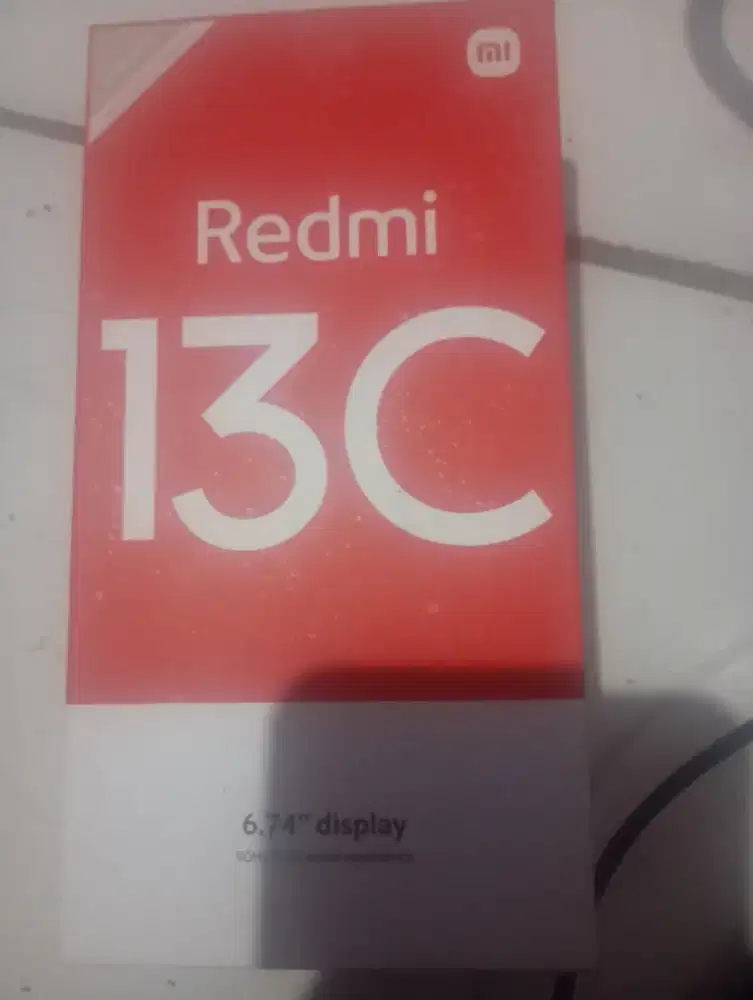 mi
Redmi
13C
6.74" display